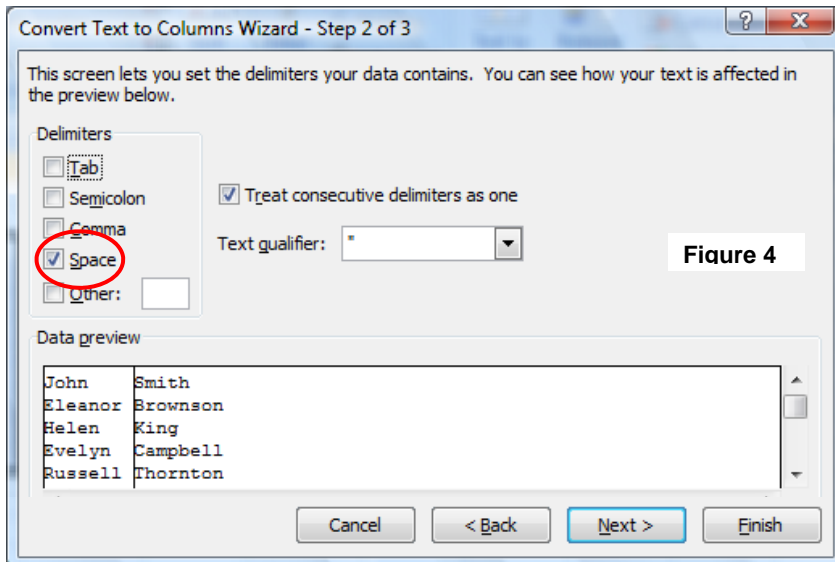 Convert Text to Columns Wizard - Step 2 of 3
This screen lets you set the delimiters your data contains. You can see how your text is affected in
the preview below.
Delimiters
Tab
Semicolon
Comma
Space
Other:
Treat consecutive delimiters as one
Text qualifier: "
Figure 4
Data preview
John Smith
Eleanor Brownson
Helen King
Evelyn Campbell
Russell Thornton
Cancel < Back Next > Finish